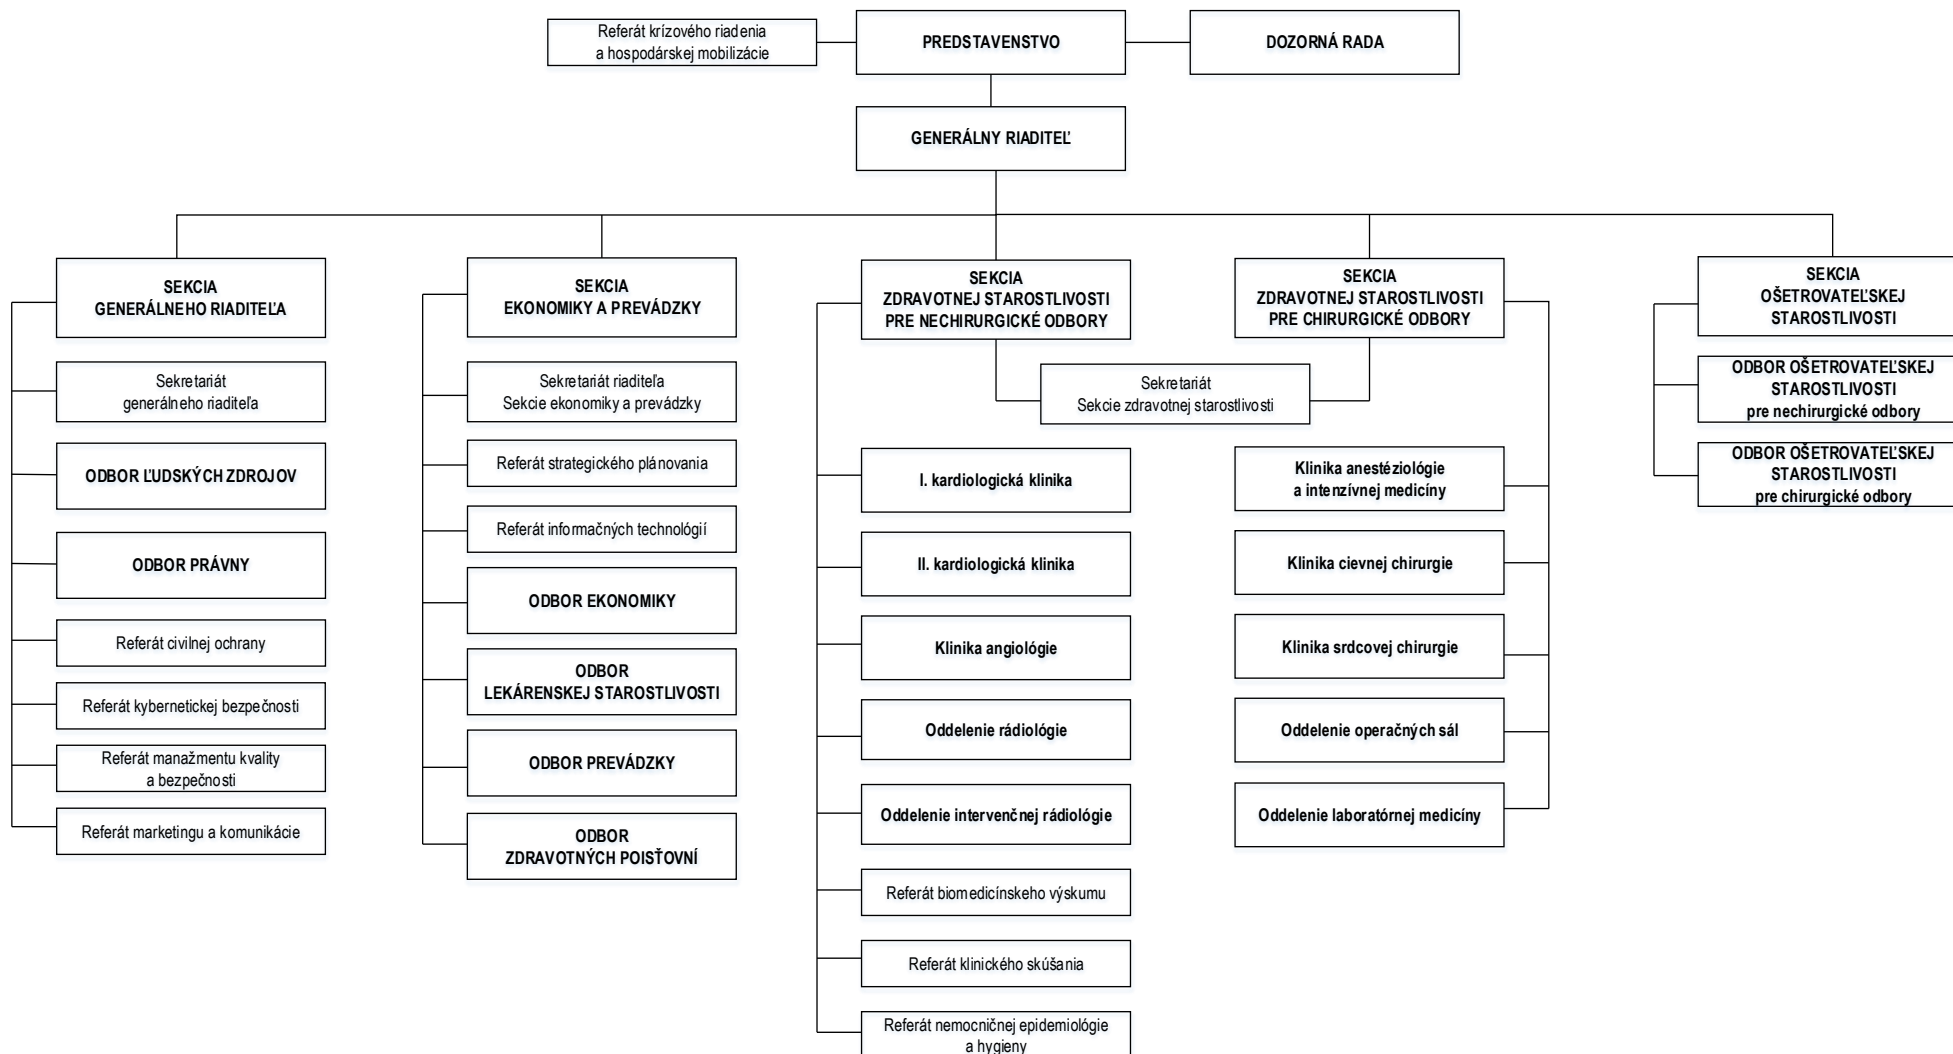 Referát krízového riadenia
a hospodárskej mobilizácie
PREDSTAVENSTVO
DOZORNÁ RADA
GENERÁLNY RIADITEĽ
SEKCIA
GENERÁLNEHO RIADITEĽA
Sekretariát
generálneho riaditeľa
ODBOR ĽUDSKÝCH ZDROJOV
ODBOR PRÁVNY
Referát civilnej ochrany
Referát kybernetickej bezpečnosti
Referát manažmentu kvality
a bezpečnosti
Referát marketingu a komunikácie
SEKCIA
EKONOMIKY A PREVÁDZKY
Sekretariát riaditeľa
Sekcie ekonomiky a prevádzky
Referát strategického plánovania
Referát informačných technológií
ODBOR EKONOMIKY
ODBOR
LEKÁRENSKEJ STAROSTLIVOSTI
ODBOR PREVÁDZKY
ODBOR
ZDRAVOTNÝCH POISŤOVNÍ
SEKCIA
ZDRAVOTNEJ STAROSTLIVOSTI
PRE NECHIRURGICKÉ ODBORY
SEKCIA
ZDRAVOTNEJ STAROSTLIVOSTI
PRE CHIRURGICKÉ ODBORY
Sekretariát
Sekcie zdravotnej starostlivosti
I. kardiologická klinika
II. kardiologická klinika
Klinika angiológie
Oddelenie rádiológie
Oddelenie intervenčnej rádiológie
Referát biomedicínskeho výskumu
Referát klinického skúšania
Referát nemocničnej epidemiológie
a hygieny
Klinika anestéziológie
a intenzívnej medicíny
Klinika cievnej chirurgie
Klinika srdcovej chirurgie
Oddelenie operačných sál
Oddelenie laboratórnej medicíny
SEKCIA
OŠETROVATEĽSKEJ
STAROSTLIVOSTI
ODBOR OŠETROVATEĽSKEJ
STAROSTLIVOSTI
pre nechirurgické odbory
ODBOR OŠETROVATEĽSKEJ
STAROSTLIVOSTI
pre chirurgické odbory